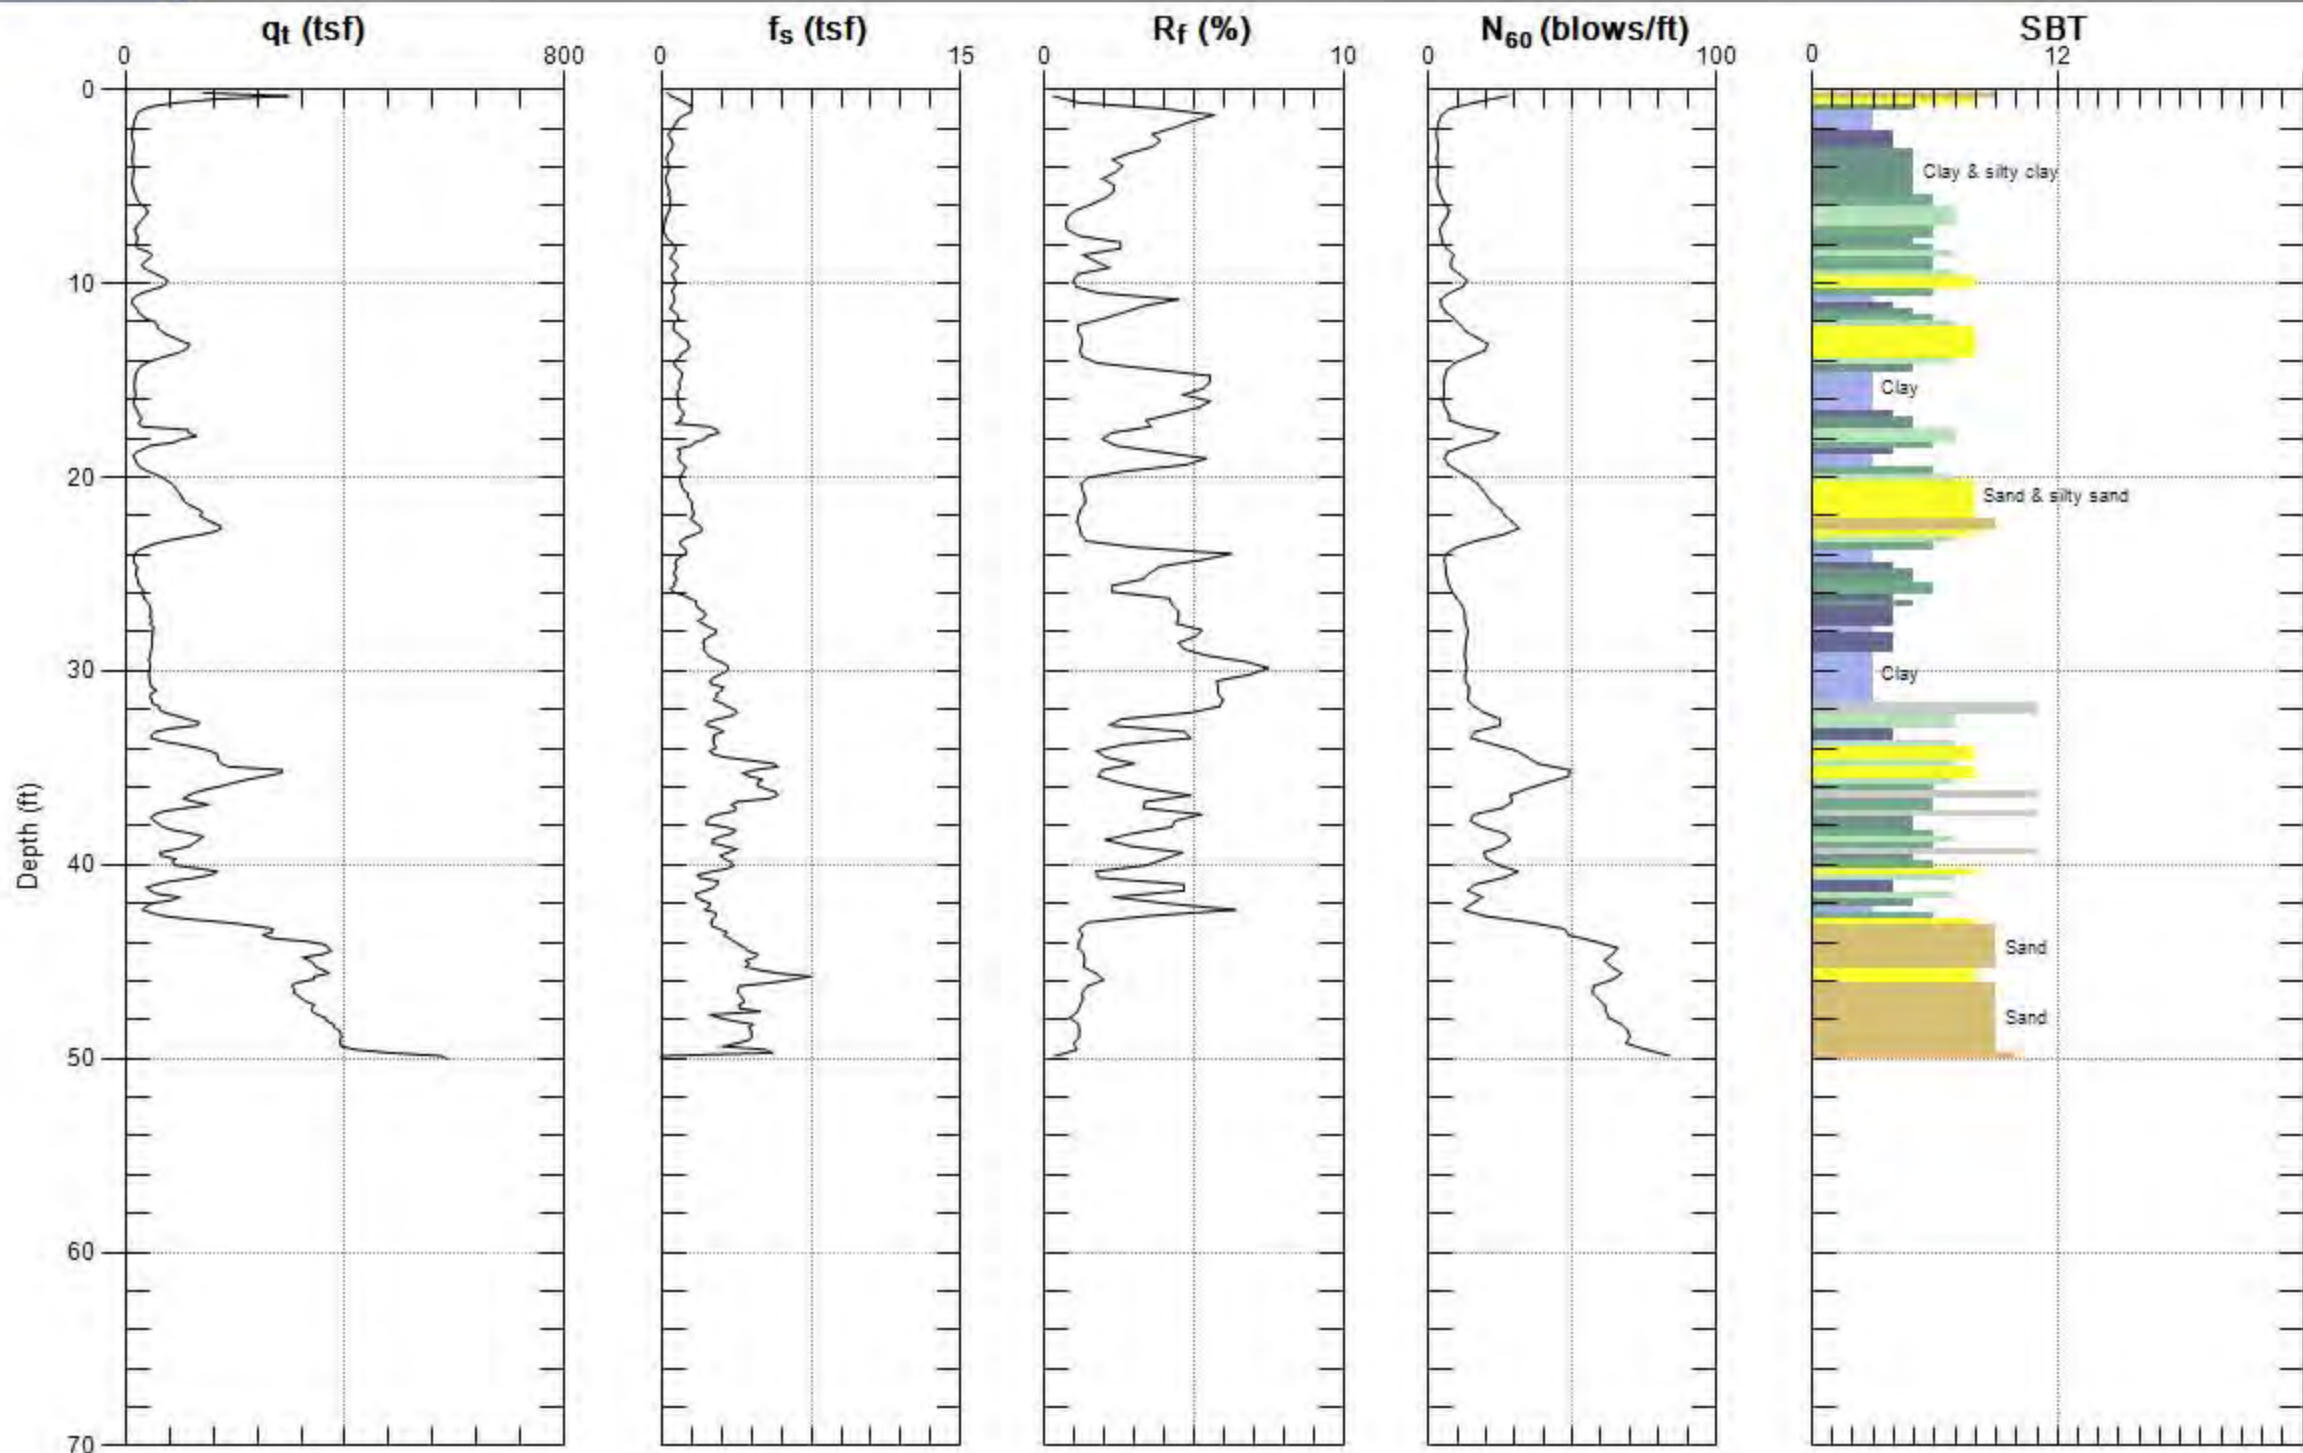 qt (tsf)
fs (tsf)
Rf (%)
N60 (blows/ft)
SBT
0 800
0 15
0 10
0 100
0 12
0
Clay & silty clay
10
Clay
20
Sand & silty sand
30
Clay
Depth (ft)
40
Sand
Sand
50
60
70